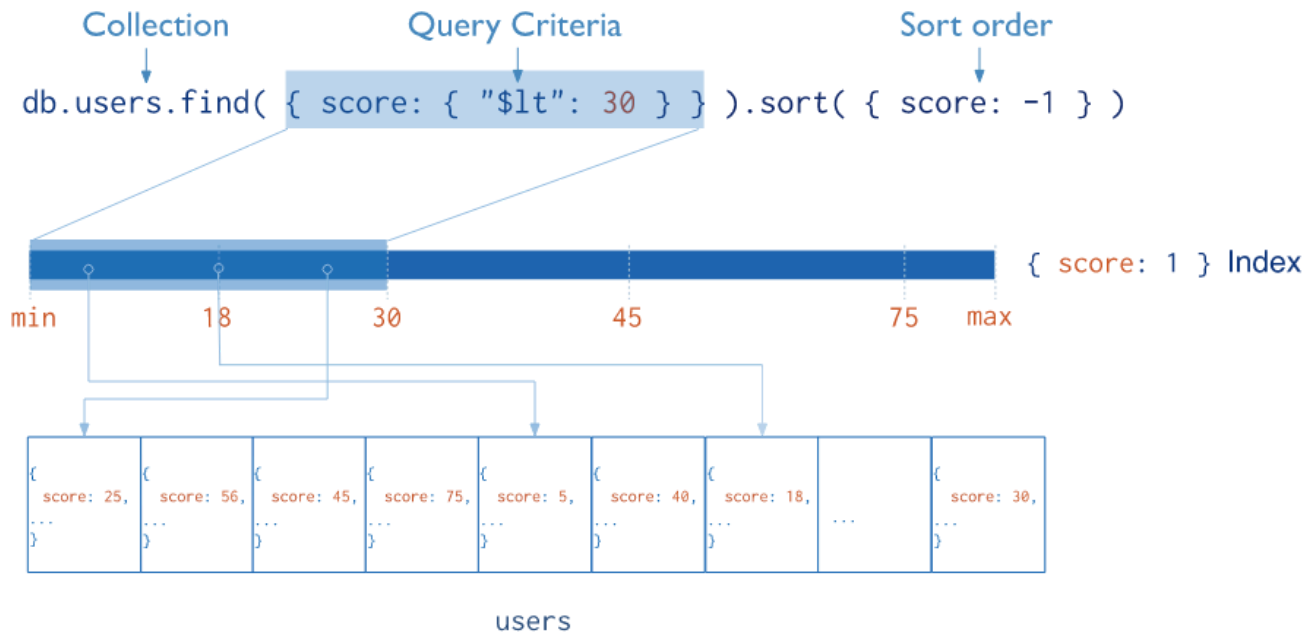 Collection Query Criteria Sort order
db.users.find( { score: { "$lt": 30 } } ).sort( { score: -1 } )
{ score: 1 } Index
min 18 30 45 75 max
{ { { { { { { {
score: 25, score: 56, score: 45, score: 75, score: 5, score: 40, score: 18, score: 30,
... ... ... ... ... ... ... ... ...
} } } } } } } }
users